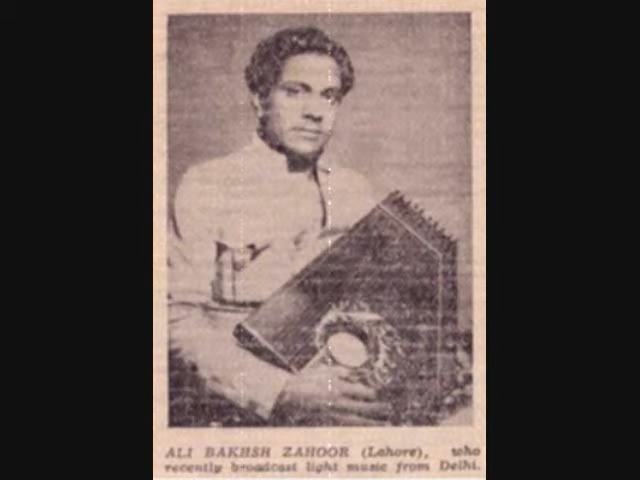 ALI BAKHSH ZAHOOR (Lahore), who
recently broadcast light music from Delhi.